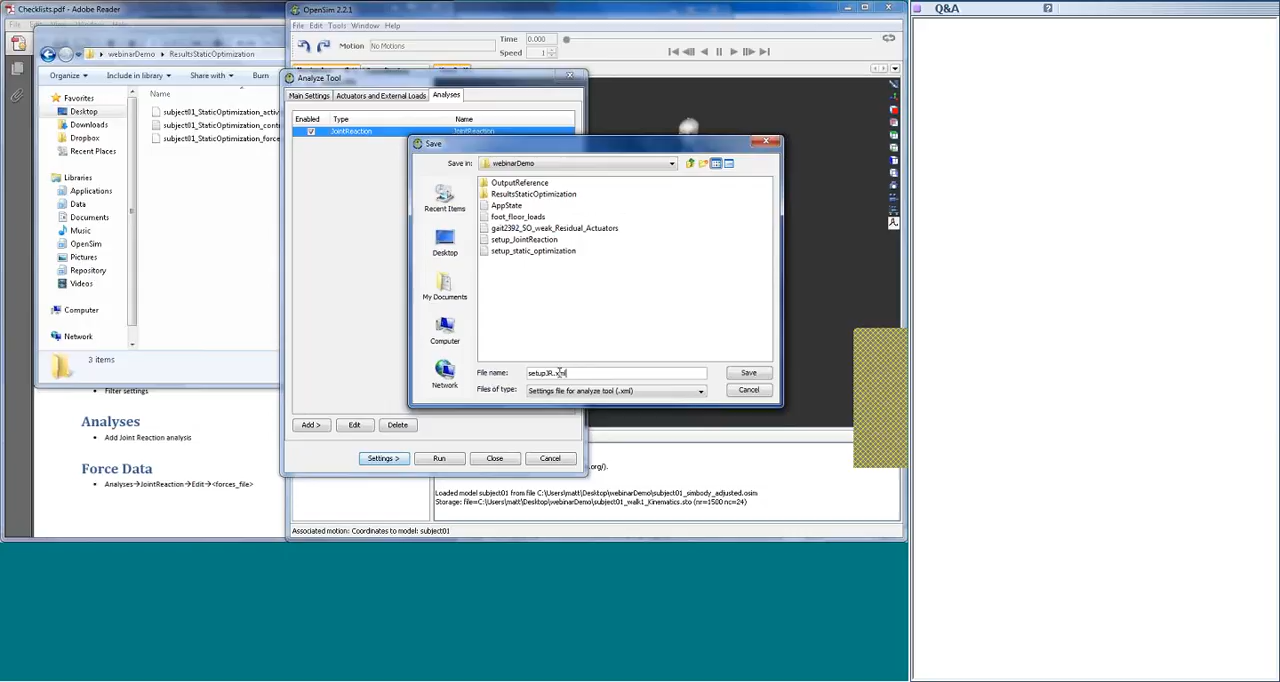 Checklists.pdf - Adobe Reader
OpenSim 2.2.1
Q&A
File Edit Tools Window Help
Motion No Motions
Time 0.000
Speed 1
webinarDemo ▸ ResultsStaticOptimization
Organize Include in library Share with Burn
Favorites
Desktop
Downloads
Dropbox
Recent Places
Libraries
Applications
Data
Documents
Music
OpenSim
Pictures
Repository
Videos
Computer
Network
3 items
Name
subject01_StaticOptimization_activ
subject01_StaticOptimization_cont
subject01_StaticOptimization_force
Analyze Tool
Main Settings Actuators and External Loads Analyses
Enabled Type Name
JointReaction JointReaction
Add > Edit Delete
Settings > Run Close Cancel
Save
Save in: webinarDemo
Recent Items
Desktop
My Documents
Computer
Network
OutputReference
ResultsStaticOptimization
AppState
foot_floor_loads
gait2392_SO_weak_Residual_Actuators
setup_JointReaction
setup_static_optimization
File name: setupJR.xml Save
Files of type: Settings file for analyze tool (.xml) Cancel
• Filter settings
Analyses
• Add Joint Reaction analysis
Force Data
• Analyses→JointReaction→Edit→<forces_file>
.org/).
Loaded model subject01 from file C:\Users\matt\Desktop\webinarDemo\subject01_simbody_adjusted.osim
Storage: file=C:\Users\matt\Desktop\webinarDemo\subject01_walk1_Kinematics.sto (nr=1500 nc=24)
Associated motion: Coordinates to model: subject01